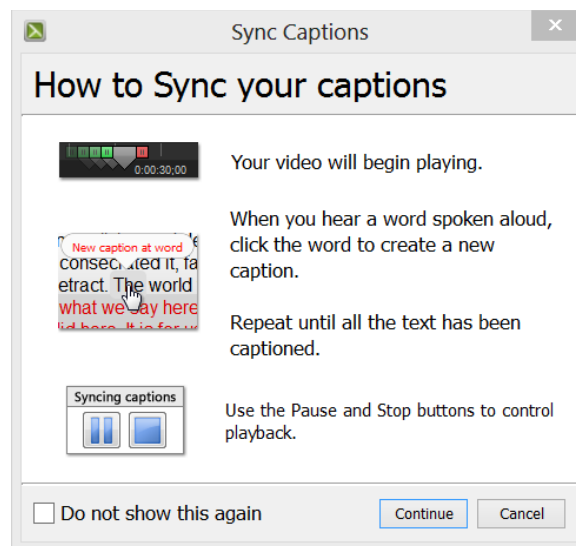 Sync Captions
How to Sync your captions
0:00:30;00
Your video will begin playing.
New caption at word
consecrated it, fa
etract. The world
what we say here
When you hear a word spoken aloud,
click the word to create a new
caption.
Repeat until all the text has been
captioned.
Syncing captions
Use the Pause and Stop buttons to control
playback.
Do not show this again
Continue
Cancel